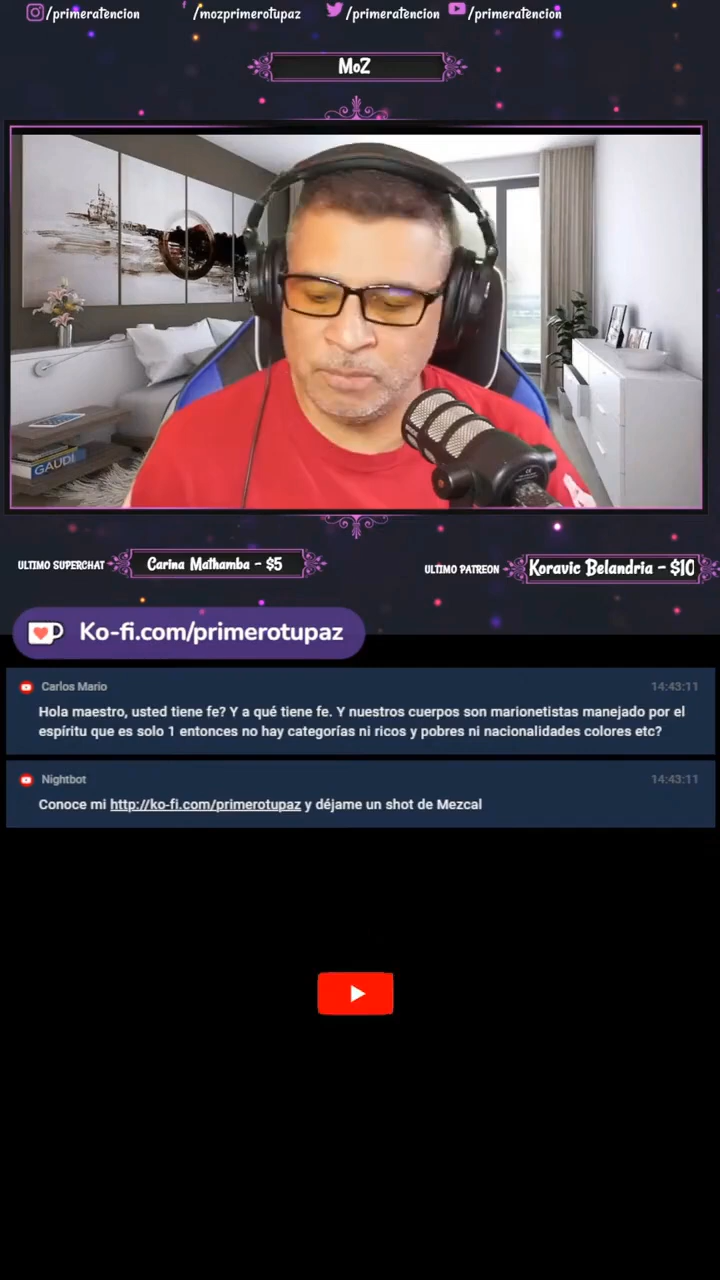 /primeratencion /mozprimerotupaz /primeratencion /primeratencion
MoZ
GAUDÍ
ULTIMO SUPERCHAT Carina Mathamba - $5
ULTIMO PATREON Koravic Belandria - $10
Ko-fi.com/primerotupaz
Carlos Mario 14:43:11
Hola maestro, usted tiene fe? Y a qué tiene fe. Y nuestros cuerpos son marionetistas manejado por el
espíritu que es solo 1 entonces no hay categorías ni ricos y pobres ni nacionalidades colores etc?
Nightbot 14:43:11
Conoce mi http://ko-fi.com/primerotupaz y déjame un shot de Mezcal